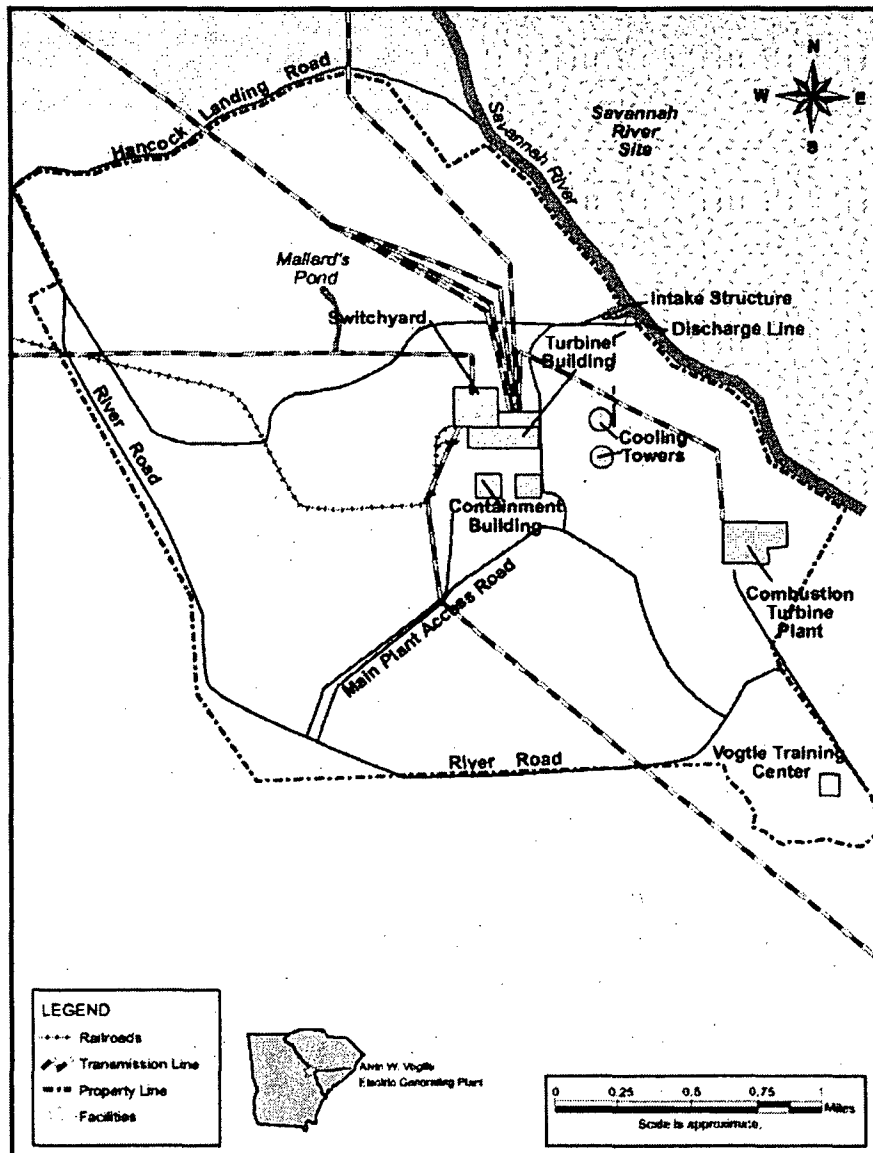 Hancock Landing Road
N
W E
S
Savannah River
Savannah
River
Site
Mallard's
Pond
Switchyard
Intake Structure
Discharge Line
Turbine
Building
Cooling
Towers
River Road
Containment
Building
Combustion
Turbine
Plant
Main Plant Access Road
River Road
Vogtle Training
Center
LEGEND
Railroads
Transmission Line
Property Line
Facilities
Alvin W. Vogtle
Electric Generating Plant
0 0.25 0.5 0.75 1
Miles
Scale is approximate.